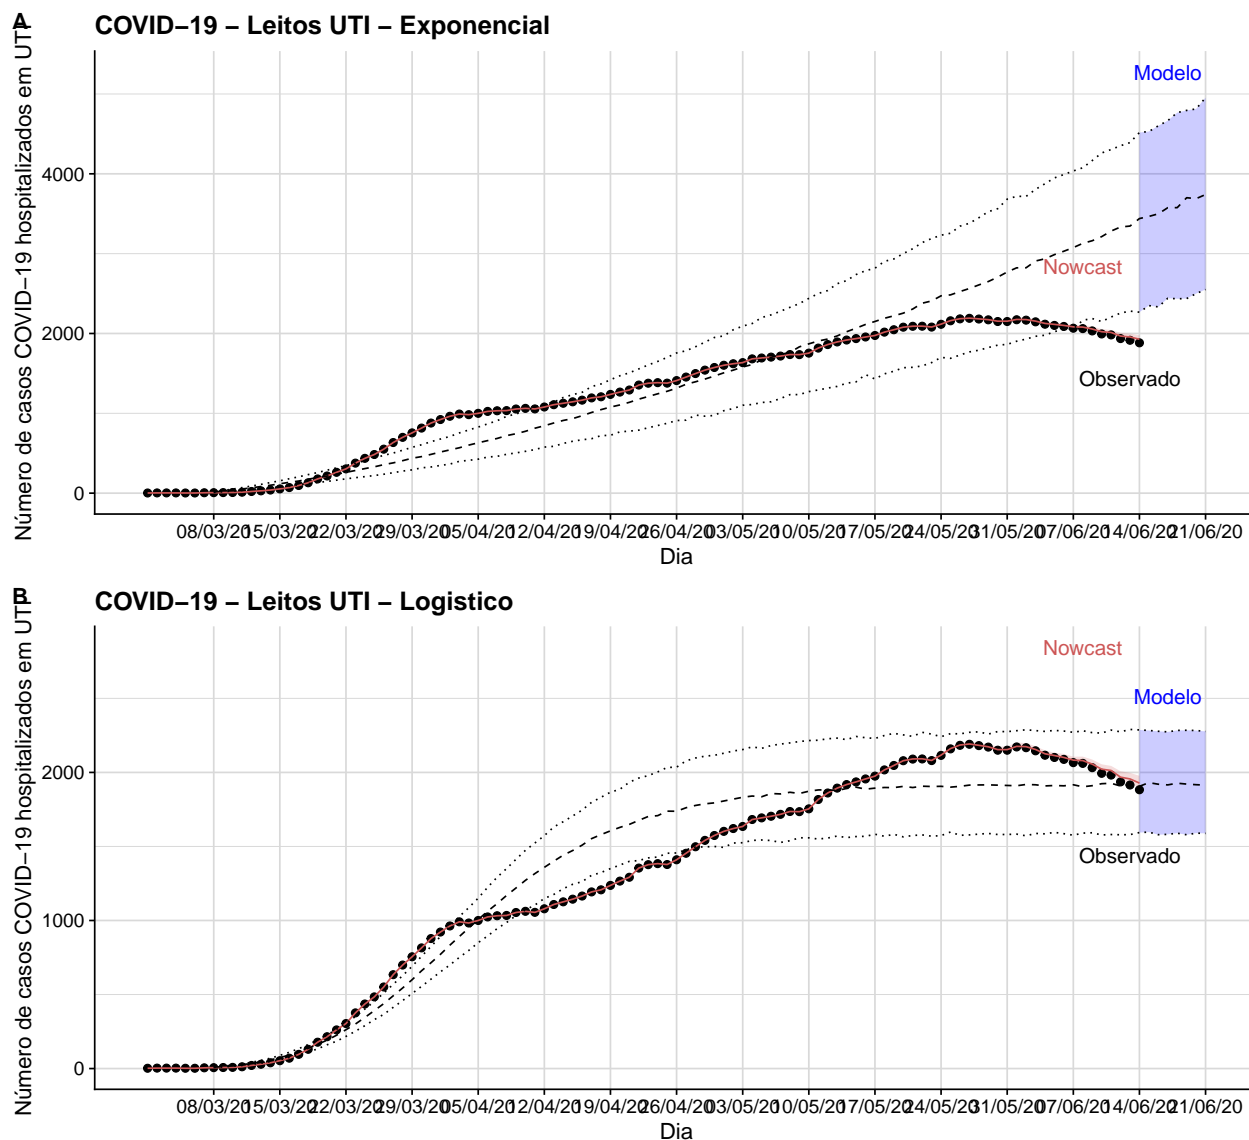 A
COVID−19 − Leitos UTI − Exponencial
Número de casos COVID−19 hospitalizados em UTI
Modelo
Nowcast
Observado
4000
2000
0
08/03/20 15/03/20 22/03/20 29/03/20 05/04/20 12/04/20 19/04/20 26/04/20 03/05/20 10/05/20 17/05/20 24/05/20 31/05/20 07/06/20 14/06/20 21/06/20
Dia
B
COVID−19 − Leitos UTI − Logistico
Número de casos COVID−19 hospitalizados em UTI
Nowcast
Modelo
Observado
2000
1000
0
08/03/20 15/03/20 22/03/20 29/03/20 05/04/20 12/04/20 19/04/20 26/04/20 03/05/20 10/05/20 17/05/20 24/05/20 31/05/20 07/06/20 14/06/20 21/06/20
Dia